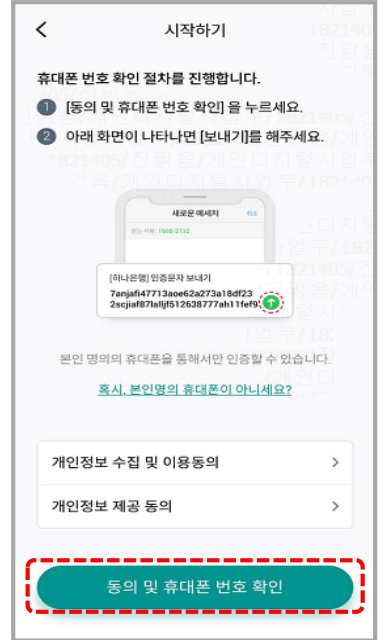 시작하기
휴대폰 번호 확인 절차를 진행합니다.
1 [동의 및 휴대폰 번호 확인] 을 누르세요.
2 아래 화면이 나타나면 [보내기]를 해주세요.
새로운 메세지 취소
받는 사람: 1668-2732
[하나은행] 인증문자 보내기
7anjafi47713aoe62a273a18df23
2scjiaf87lalljf512638777ah11fef9
본인 명의의 휴대폰을 통해서만 인증할 수 있습니다.
혹시, 본인명의 휴대폰이 아니세요?
개인정보 수집 및 이용동의
개인정보 제공 동의
동의 및 휴대폰 번호 확인